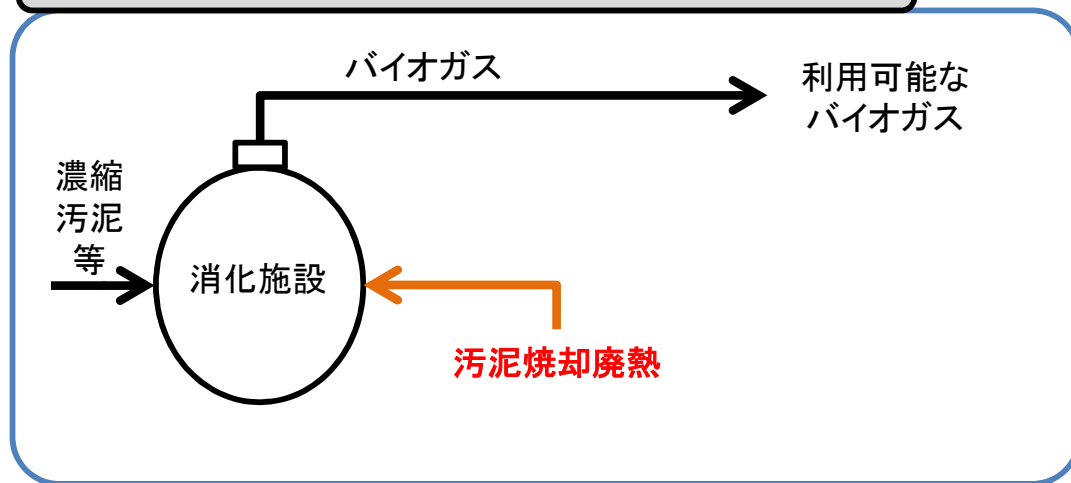 バイオガス
利用可能な
バイオガス
濃縮
汚泥
等
消化施設
汚泥焼却廃熱